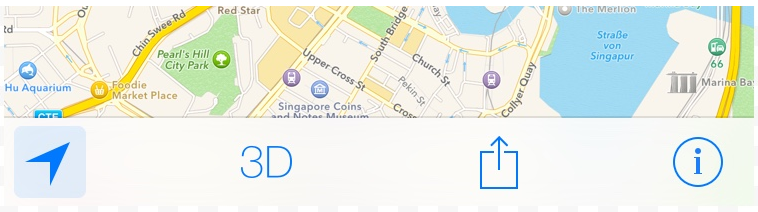 Chin Swee Rd
Red Star
South Bridge
The Merlion
Pearl's Hill
City Park
Straße
von
Singapur
Hu Aquarium
Foodie
Market Place
Upper Cross St
Church St
Pekin St
Collyer Quay
66
Marina Ba
Singapore Coins
and Notes Museum
Cross
CTE
3D
i